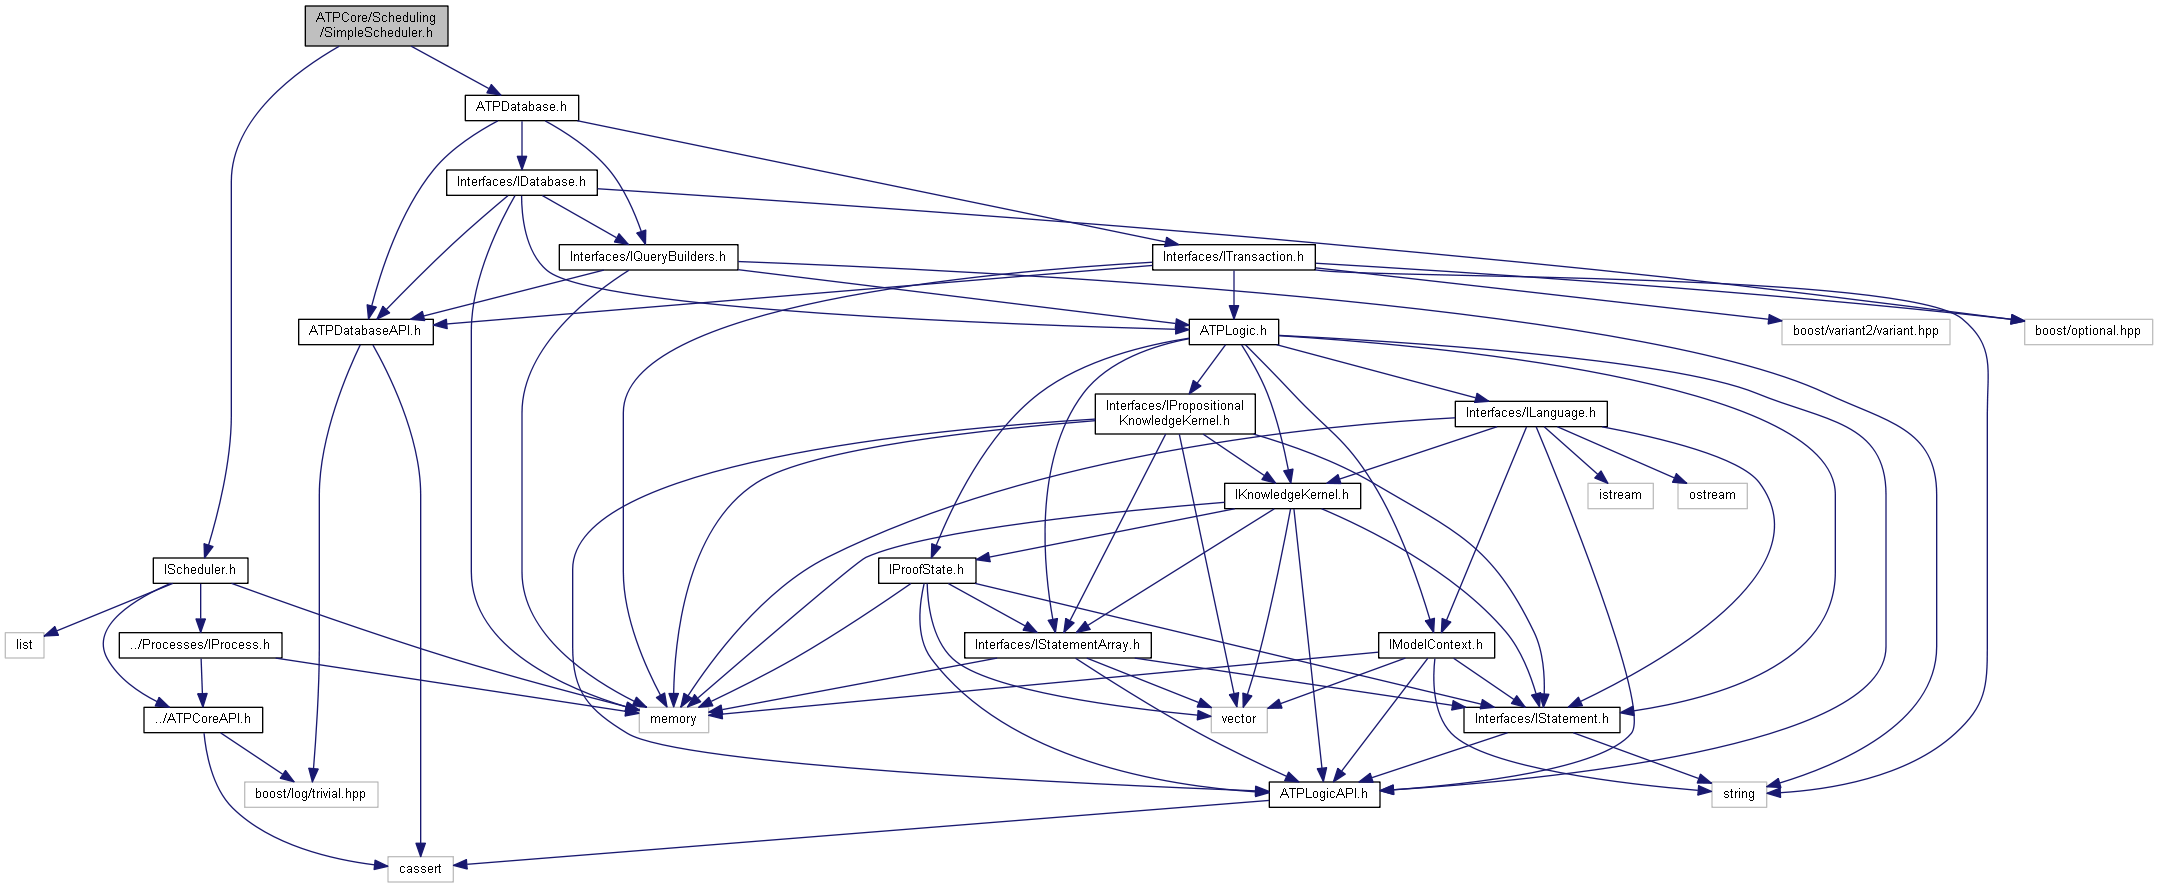 ATPCore/Scheduling
/SimpleScheduler.h
ATPDatabase.h
Interfaces/IDatabase.h
Interfaces/IQueryBuilders.h
Interfaces/ITransaction.h
ATPDatabaseAPI.h
ATPLogic.h
boost/variant2/variant.hpp
boost/optional.hpp
Interfaces/IPropositional
KnowledgeKernel.h
Interfaces/ILanguage.h
IKnowledgeKernel.h
istream
ostream
IScheduler.h
IProofState.h
list
../Processes/IProcess.h
Interfaces/IStatementArray.h
IModelContext.h
../ATPCoreAPI.h
memory
vector
Interfaces/IStatement.h
boost/log/trivial.hpp
ATPLogicAPI.h
string
cassert